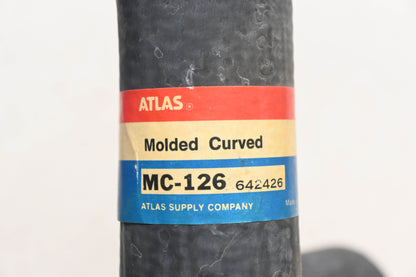 ATLAS®
Molded Curved
MC-126 642426
ATLAS SUPPLY COMPANY